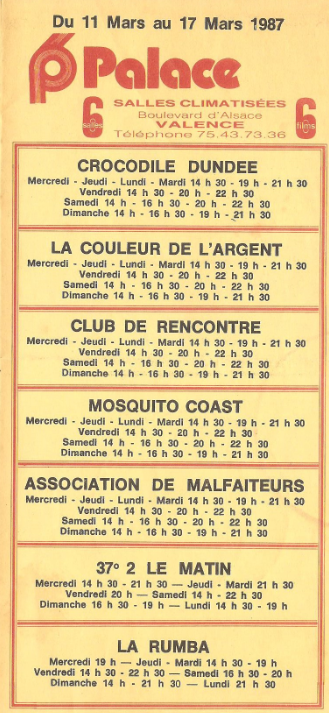 Du 11 Mars au 17 Mars 1987
Palace
6 salles
6 films
SALLES CLIMATISÉES
Boulevard d'Alsace
VALENCE
Téléphone 75.43.73.36
CROCODILE DUNDEE
Mercredi - Jeudi - Lundi - Mardi 14 h 30 - 19 h - 21 h 30
Vendredi 14 h 30 - 20 h - 22 h 30
Samedi 14 h - 16 h 30 - 20 h - 22 h 30
Dimanche 14 h - 16 h 30 - 19 h - 21 h 30
LA COULEUR DE L'ARGENT
Mercredi - Jeudi - Lundi - Mardi 14 h 30 - 19 h - 21 h 30
Vendredi 14 h 30 - 20 h - 22 h 30
Samedi 14 h - 16 h 30 - 20 h - 22 h 30
Dimanche 14 h - 16 h 30 - 19 h - 21 h 30
CLUB DE RENCONTRE
Mercredi - Jeudi - Lundi - Mardi 14 h 30 - 19 h - 21 h 30
Vendredi 14 h 30 - 20 h - 22 h 30
Samedi 14 h - 16 h 30 - 20 h - 22 h 30
Dimanche 14 h - 16 h 30 - 19 h - 21 h 30
MOSQUITO COAST
Mercredi - Jeudi - Lundi - Mardi 14 h 30 - 19 h - 21 h 30
Vendredi 14 h 30 - 20 h - 22 h 30
Samedi 14 h - 16 h 30 - 20 h - 22 h 30
Dimanche 14 h - 16 h 30 - 19 h - 21 h 30
ASSOCIATION DE MALFAITEURS
Mercredi - Jeudi - Lundi - Mardi 14 h 30 - 19 h - 21 h 30
Vendredi 14 h 30 - 20 h - 22 h 30
Samedi 14 h - 16 h 30 - 20 h - 22 h 30
Dimanche 14 h - 16 h 30 - 19 h - 21 h 30
37° 2 LE MATIN
Mercredi 14 h 30 - 21 h 30 — Jeudi - Mardi 21 h 30
Vendredi 20 h — Samedi 14 h - 22 h 30
Dimanche 16 h 30 - 19 h — Lundi 14 h 30 - 19 h
LA RUMBA
Mercredi 19 h — Jeudi - Mardi 14 h 30 - 19 h
Vendredi 14 h 30 - 22 h 30 — Samedi 16 h 30 - 20 h
Dimanche 14 h - 21 h 30 — Lundi 21 h 30